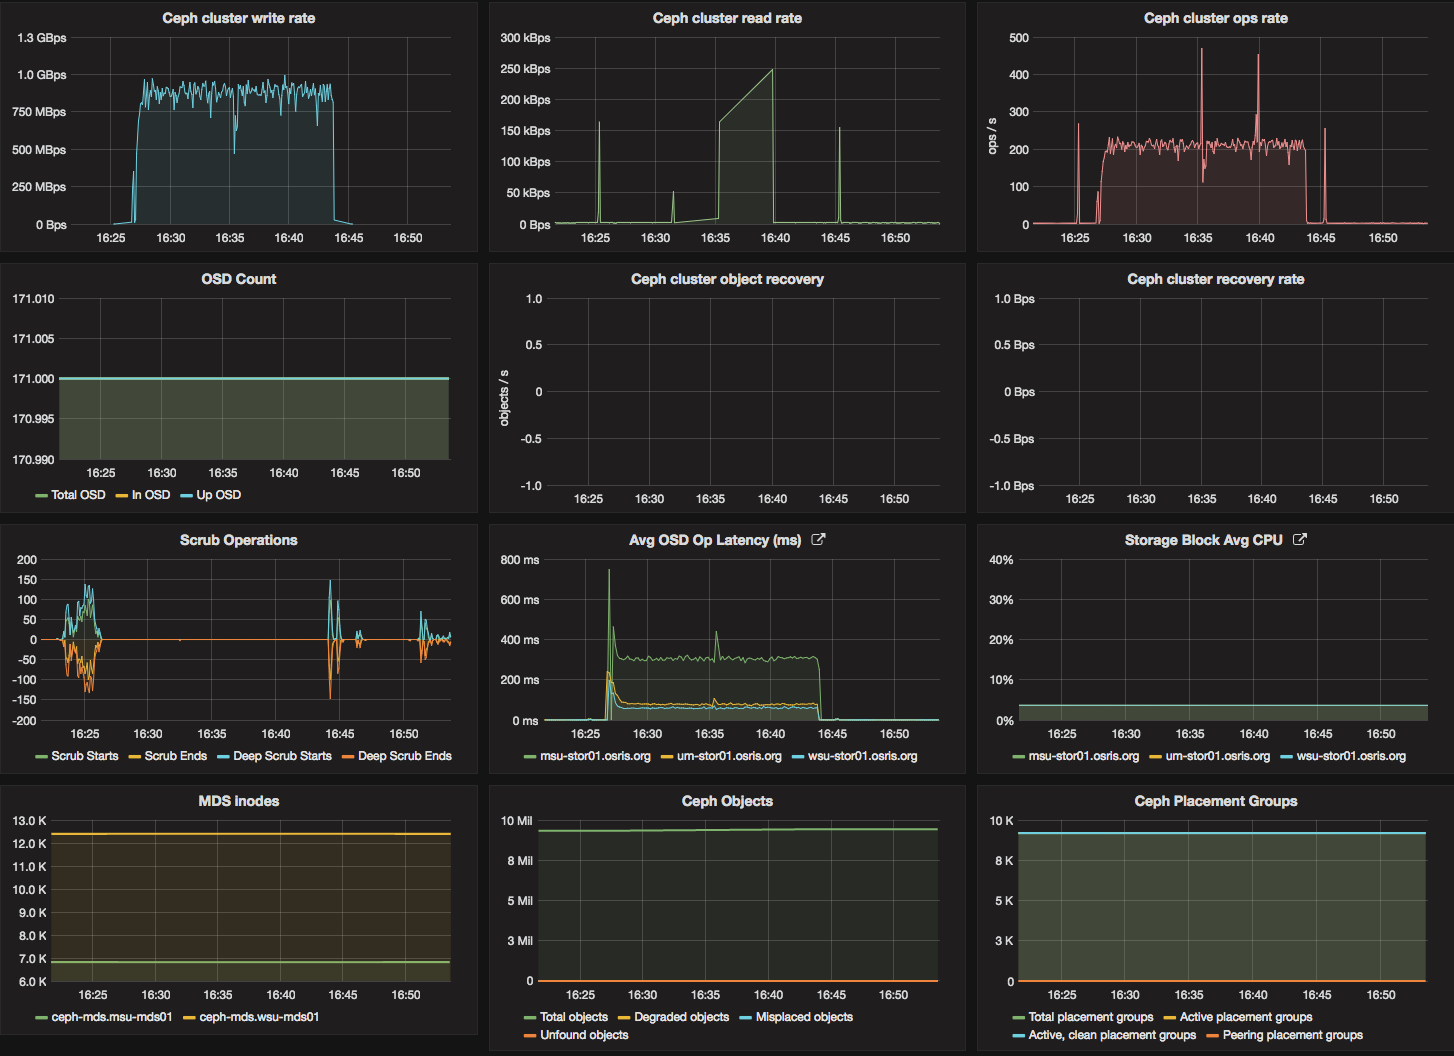 Ceph cluster write rate
1.3 GBps
1.0 GBps
750 MBps
500 MBps
250 MBps
0 Bps
16:25 16:30 16:35 16:40 16:45 16:50
Ceph cluster read rate
300 kBps
250 kBps
200 kBps
150 kBps
100 kBps
50 kBps
0 Bps
16:25 16:30 16:35 16:40 16:45 16:50
Ceph cluster ops rate
ops / s
500
400
300
200
100
0
16:25 16:30 16:35 16:40 16:45 16:50
OSD Count
171.010
171.005
171.000
170.995
170.990
16:25 16:30 16:35 16:40 16:45 16:50
Total OSD In OSD Up OSD
Ceph cluster object recovery
objects / s
1.0
0.5
0
-0.5
-1.0
16:25 16:30 16:35 16:40 16:45 16:50
Ceph cluster recovery rate
1.0 Bps
0.5 Bps
0 Bps
-0.5 Bps
-1.0 Bps
16:25 16:30 16:35 16:40 16:45 16:50
Scrub Operations
200
150
100
50
0
-50
-100
-150
-200
16:25 16:30 16:35 16:40 16:45 16:50
Scrub Starts Scrub Ends Deep Scrub Starts Deep Scrub Ends
Avg OSD Op Latency (ms)
800 ms
600 ms
400 ms
200 ms
0 ms
16:25 16:30 16:35 16:40 16:45 16:50
msu-stor01.osris.org um-stor01.osris.org wsu-stor01.osris.org
Storage Block Avg CPU
40%
30%
20%
10%
0%
16:25 16:30 16:35 16:40 16:45 16:50
msu-stor01.osris.org um-stor01.osris.org wsu-stor01.osris.org
MDS inodes
13.0 K
12.0 K
11.0 K
10.0 K
9.0 K
8.0 K
7.0 K
6.0 K
16:25 16:30 16:35 16:40 16:45 16:50
ceph-mds.msu-mds01 ceph-mds.wsu-mds01
Ceph Objects
10 Mil
8 Mil
5 Mil
3 Mil
0
16:25 16:30 16:35 16:40 16:45 16:50
Total objects Degraded objects Misplaced objects
Unfound objects
Ceph Placement Groups
10 K
8 K
5 K
3 K
0
16:25 16:30 16:35 16:40 16:45 16:50
Total placement groups Active placement groups
Active, clean placement groups Peering placement groups